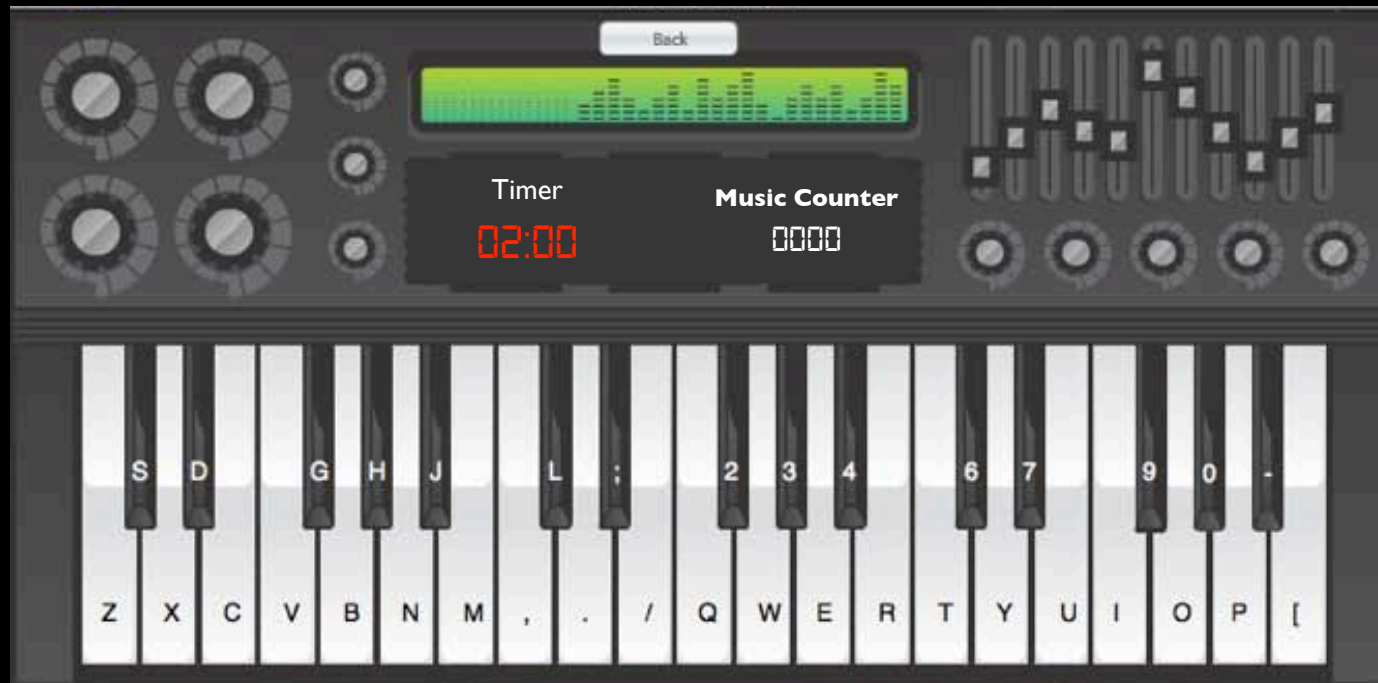 Back
Timer
Music Counter
02:00
0000
S D G H J L ; 2 3 4 6 7 9 0 -
Z X C V B N M , . / Q W E R T Y U I O P [